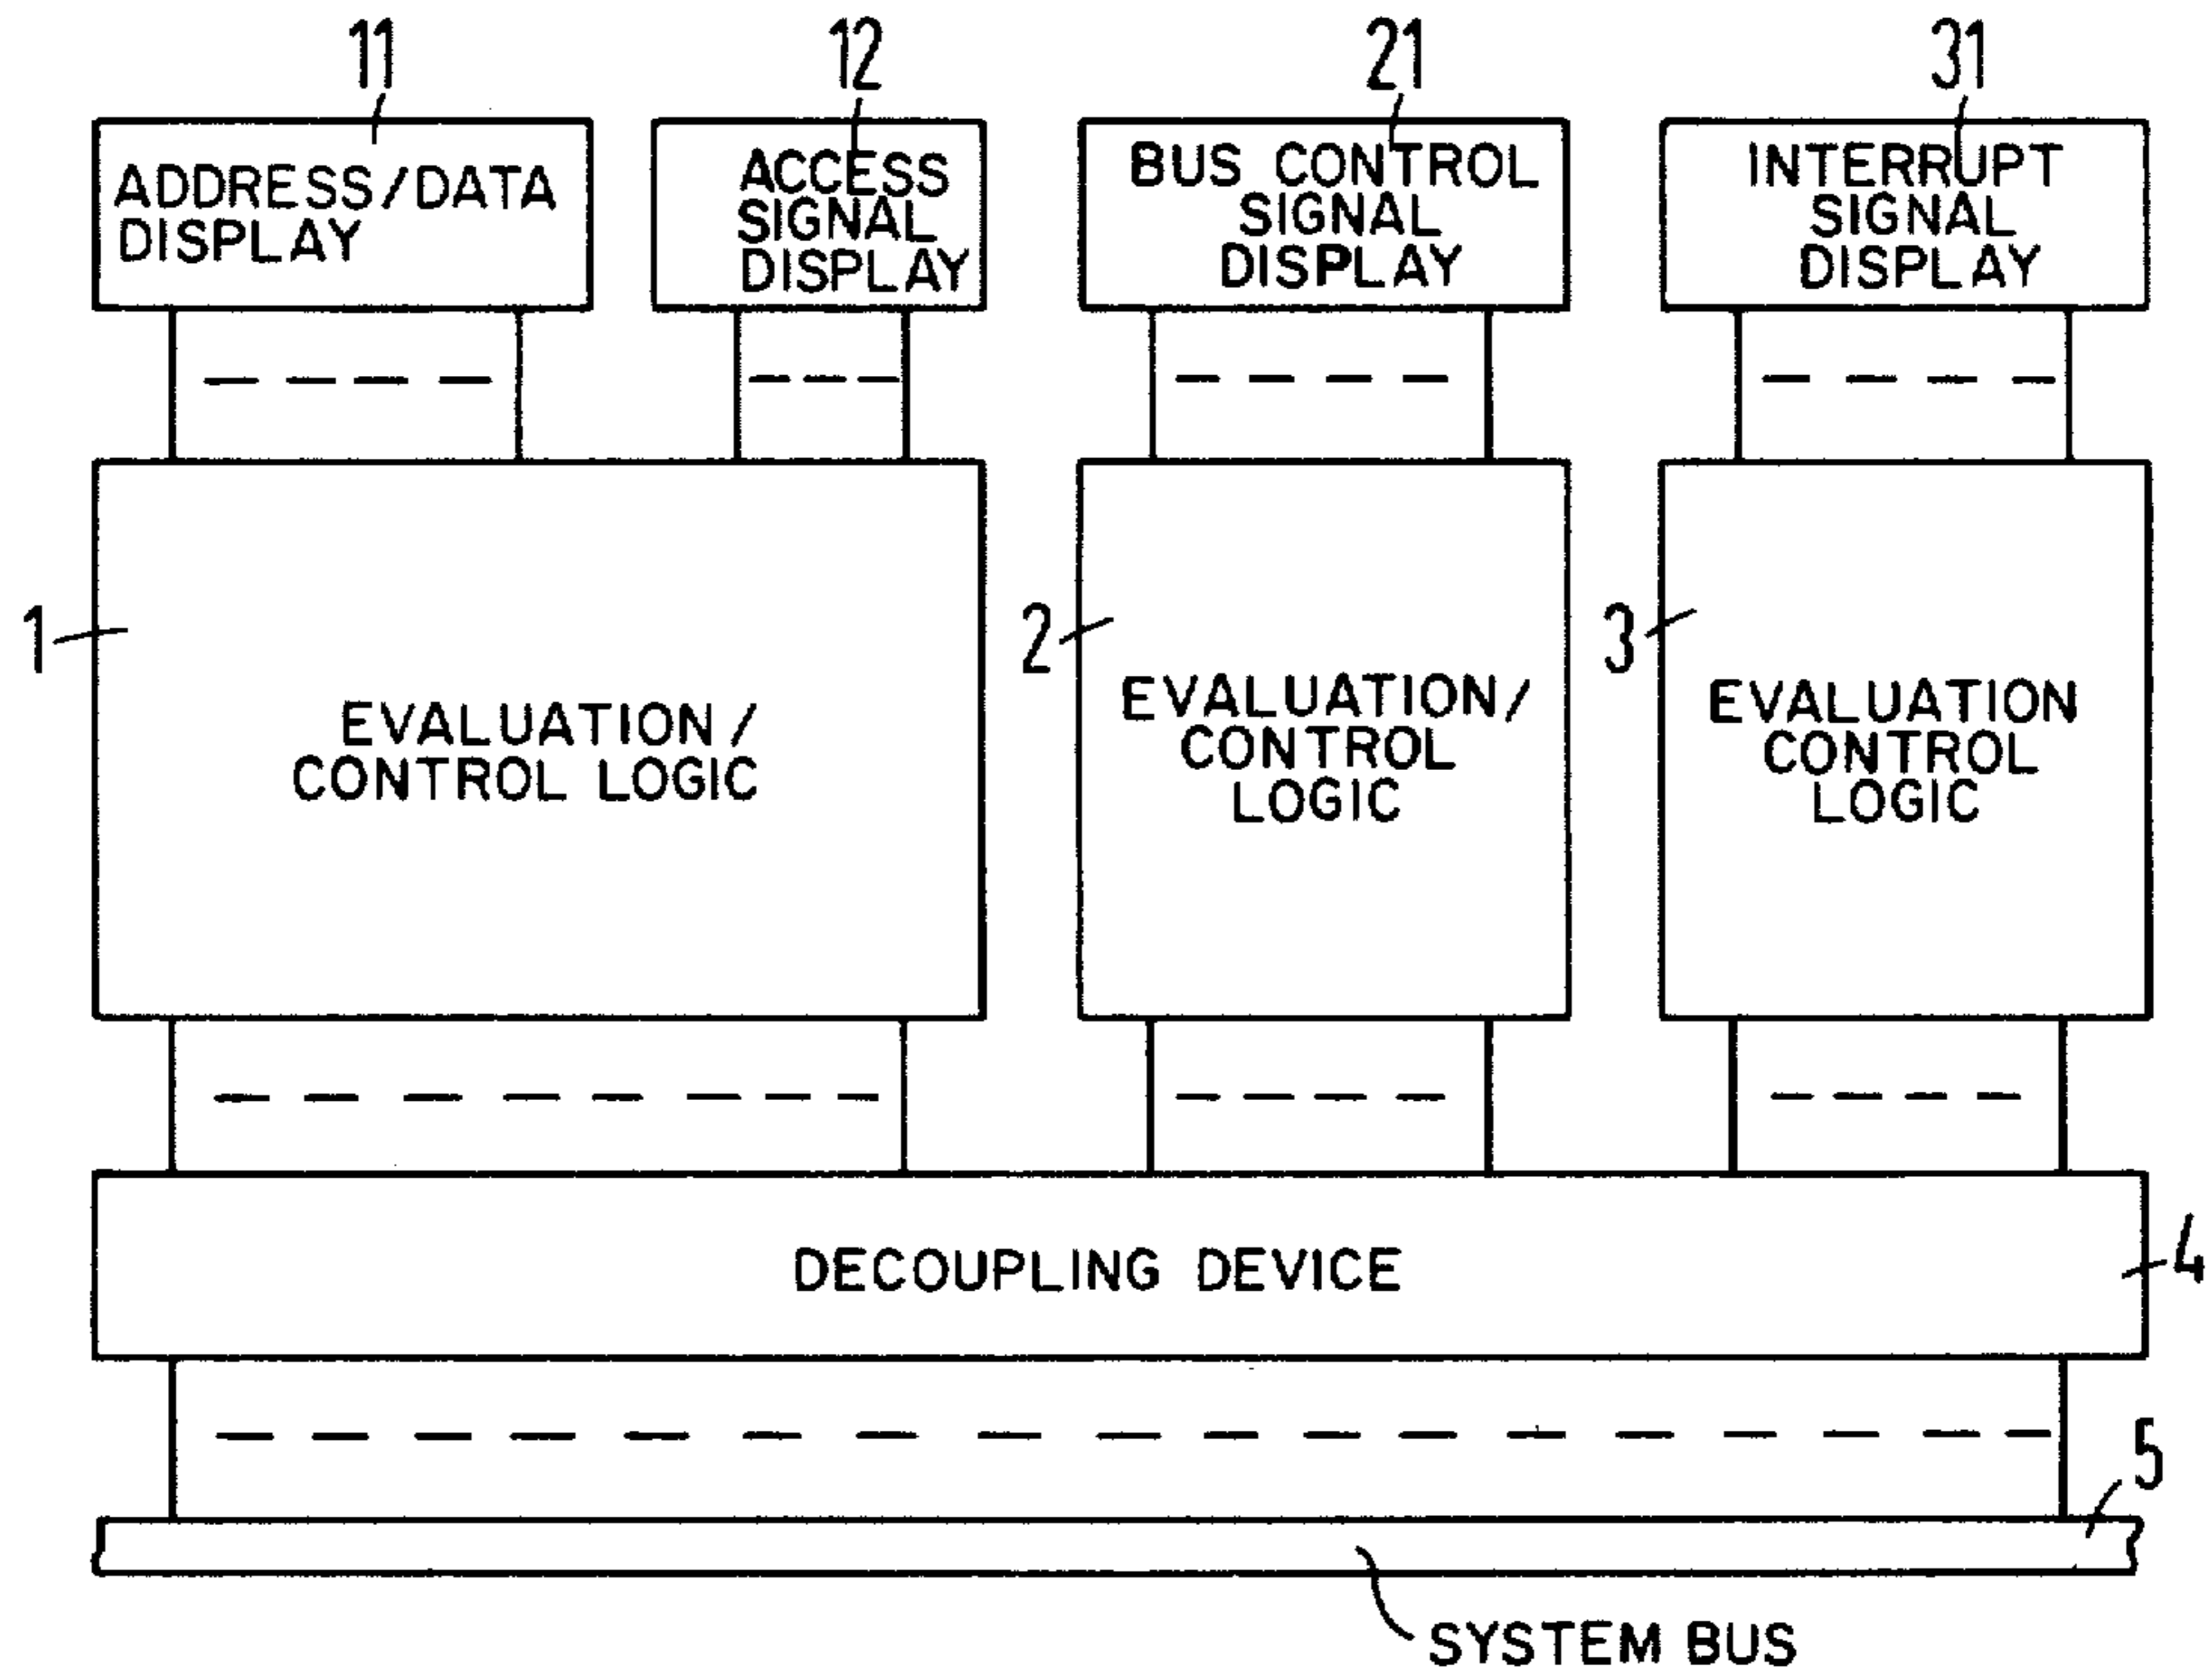 11
12
21
31
ADDRESS/DATA
DISPLAY
ACCESS
SIGNAL
DISPLAY
BUS CONTROL
SIGNAL
DISPLAY
INTERRUPT
SIGNAL
DISPLAY
1
EVALUATION/
CONTROL LOGIC
2
EVALUATION/
CONTROL
LOGIC
3
EVALUATION
CONTROL
LOGIC
DECOUPLING DEVICE
4
5
SYSTEM BUS